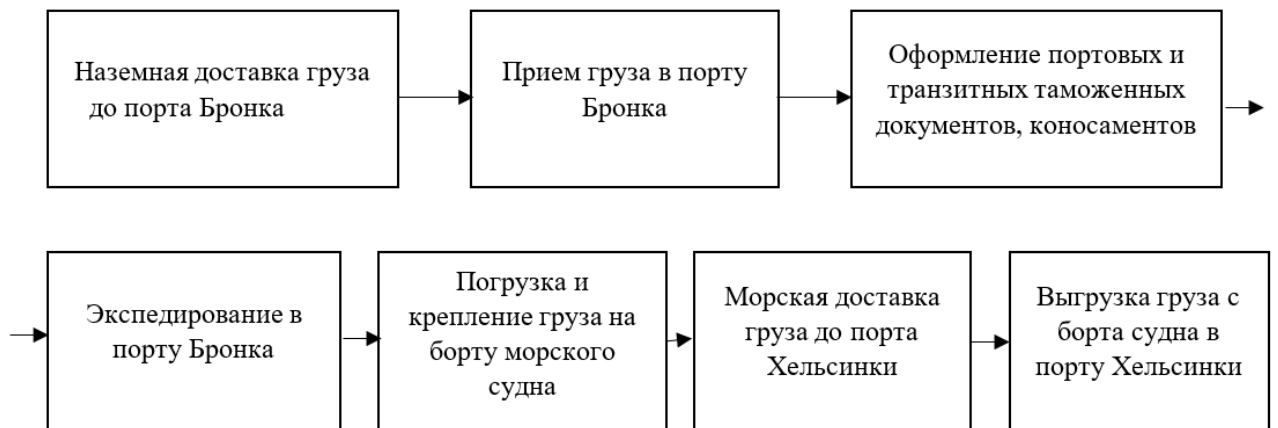 Наземная доставка груза
до порта Бронка
Прием груза в порту
Бронка
Оформление портовых и
транзитных таможенных
документов, коносаментов
Экспедирование в
порту Бронка
Погрузка и
крепление груза на
борту морского
судна
Морская доставка
груза до порта
Хельсинки
Выгрузка груза с
борта судна в
порту Хельсинки